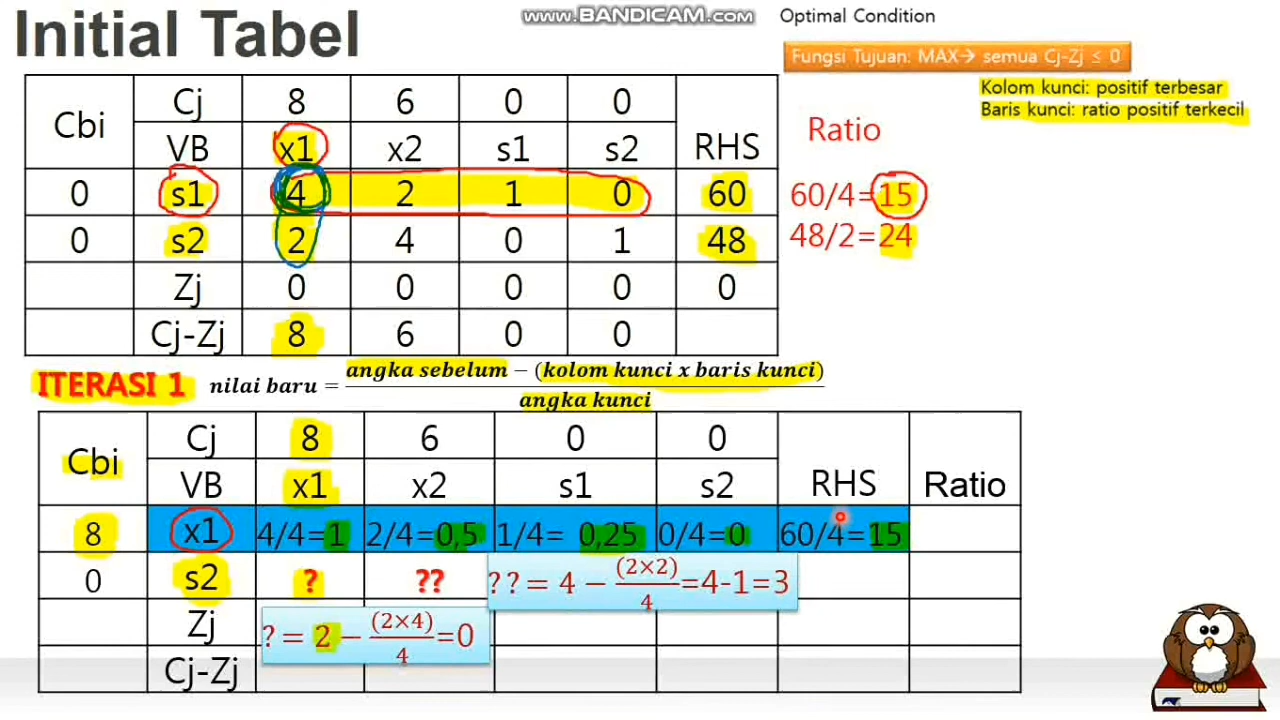 www.BANDICAM.com
Initial Tabel
Optimal Condition
Fungsi Tujuan: MAX→ semua Cj-Zj ≤ 0
Kolom kunci: positif terbesar
Baris kunci: ratio positif terkecil
Cbi Cj 8 6 0 0 RHS
VB x1 x2 s1 s2
0 s1 4 2 1 0 60
0 s2 2 4 0 1 48
Zj 0 0 0 0 0
Cj-Zj 8 6 0 0
Ratio
60/4=15
48/2=24
ITERASI 1
nilai baru = angka sebelum − (kolom kunci x baris kunci)
angka kunci
Cbi Cj 8 6 0 0 RHS Ratio
VB x1 x2 s1 s2
8 x1 4/4=1 2/4=0,5 1/4= 0,25 0/4=0 60/4=15
0 s2 ? ?? ?? = 4 − (2×2)/4 =4-1=3
Zj ? = 2 − (2×4)/4 =0
Cj-Zj